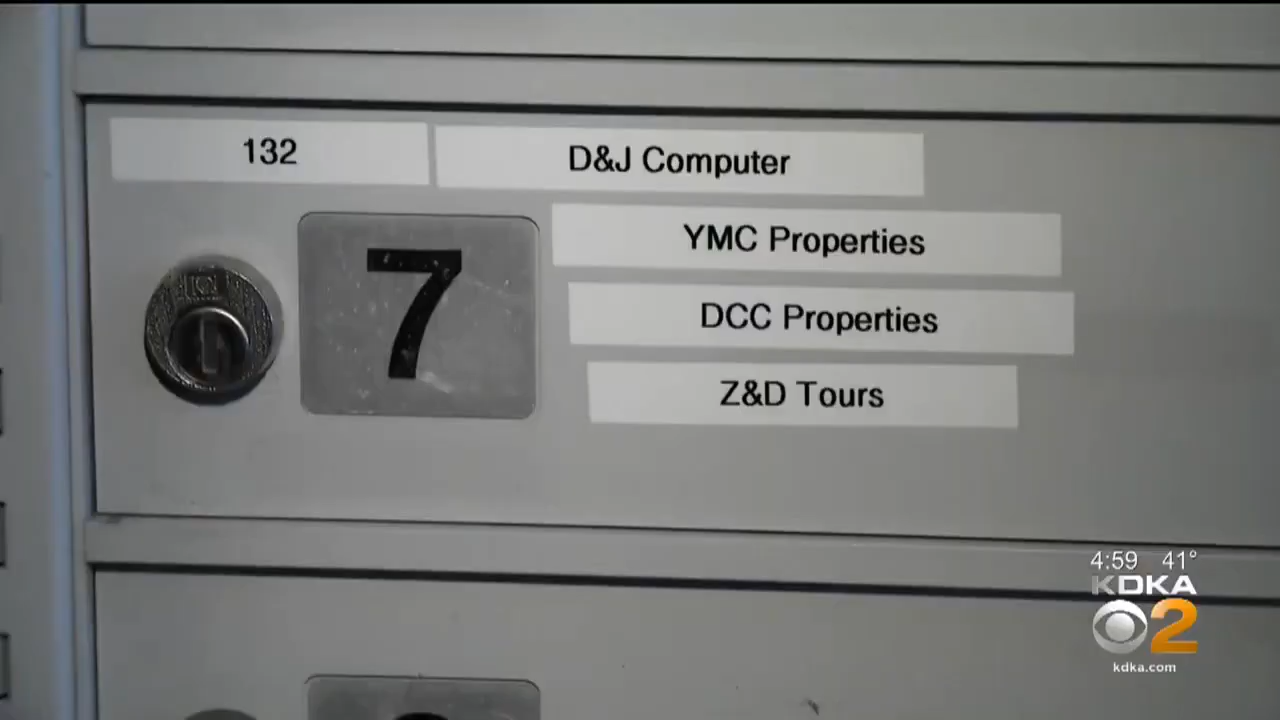 132
D&J Computer
7
YMC Properties
DCC Properties
Z&D Tours
4:59 41°
KDKA
2
kdka.com